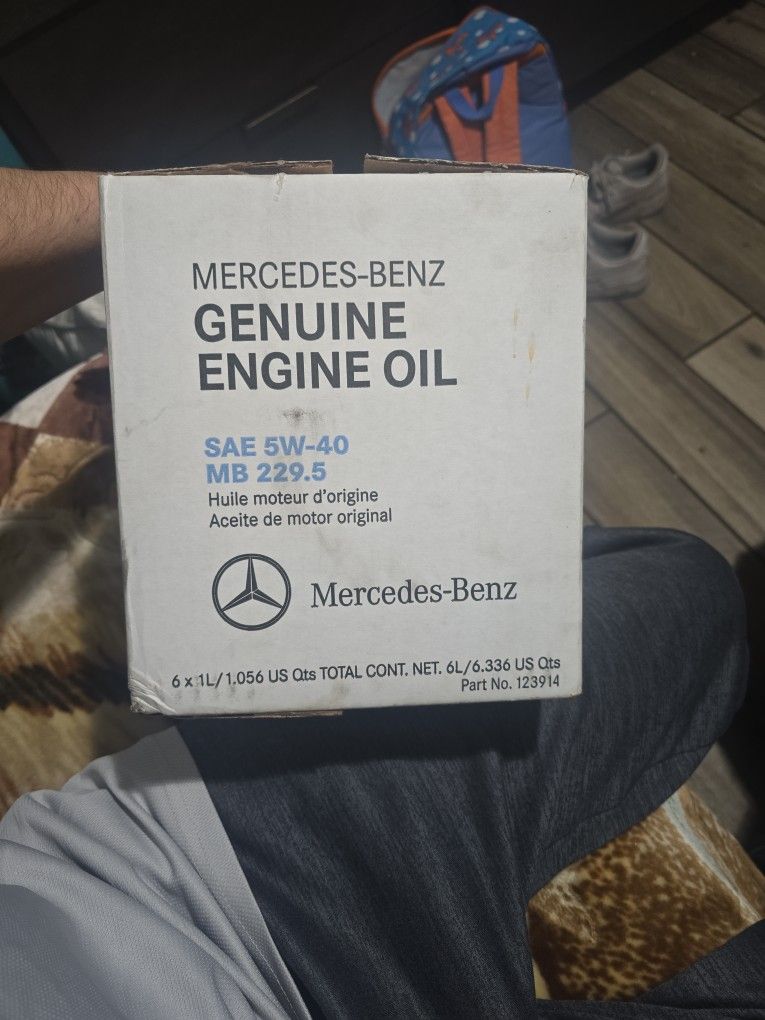 MERCEDES-BENZ
GENUINE
ENGINE OIL
SAE 5W-40
MB 229.5
Huile moteur d'origine
Aceite de motor original
Mercedes-Benz
6 x 1L/1.056 US Qts TOTAL CONT. NET. 6L/6.336 US Qts
Part No. 123914